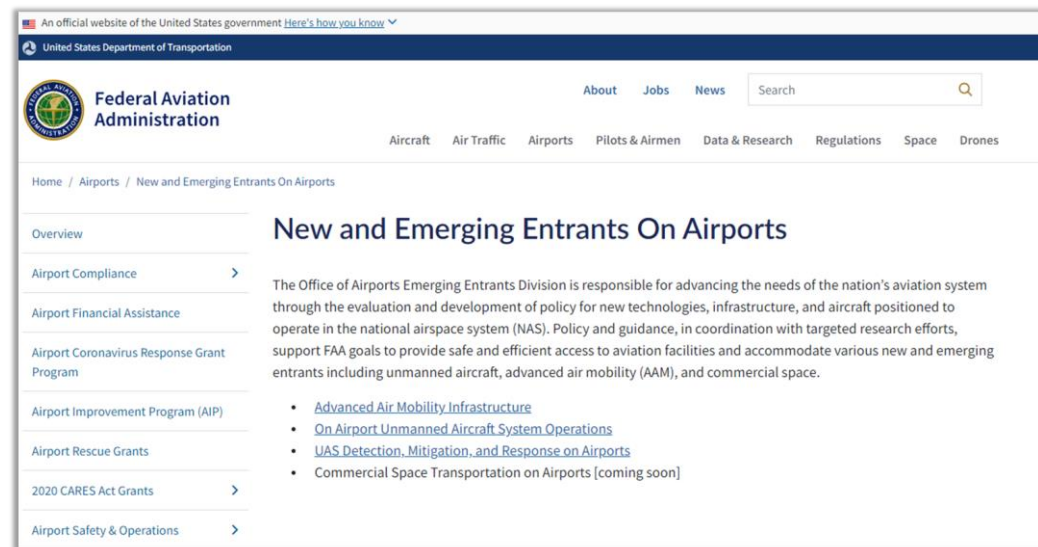 An official website of the United States government Here's how you know
United States Department of Transportation
Federal Aviation
Administration
About Jobs News Search
Aircraft Air Traffic Airports Pilots & Airmen Data & Research Regulations Space Drones
Home / Airports / New and Emerging Entrants On Airports
Overview
Airport Compliance
Airport Financial Assistance
Airport Coronavirus Response Grant
Program
Airport Improvement Program (AIP)
Airport Rescue Grants
2020 CARES Act Grants
Airport Safety & Operations
New and Emerging Entrants On Airports
The Office of Airports Emerging Entrants Division is responsible for advancing the needs of the nation's aviation system
through the evaluation and development of policy for new technologies, infrastructure, and aircraft positioned to
operate in the national airspace system (NAS). Policy and guidance, in coordination with targeted research efforts,
support FAA goals to provide safe and efficient access to aviation facilities and accommodate various new and emerging
entrants including unmanned aircraft, advanced air mobility (AAM), and commercial space.
• Advanced Air Mobility Infrastructure
• On Airport Unmanned Aircraft System Operations
• UAS Detection, Mitigation, and Response on Airports
• Commercial Space Transportation on Airports [coming soon]